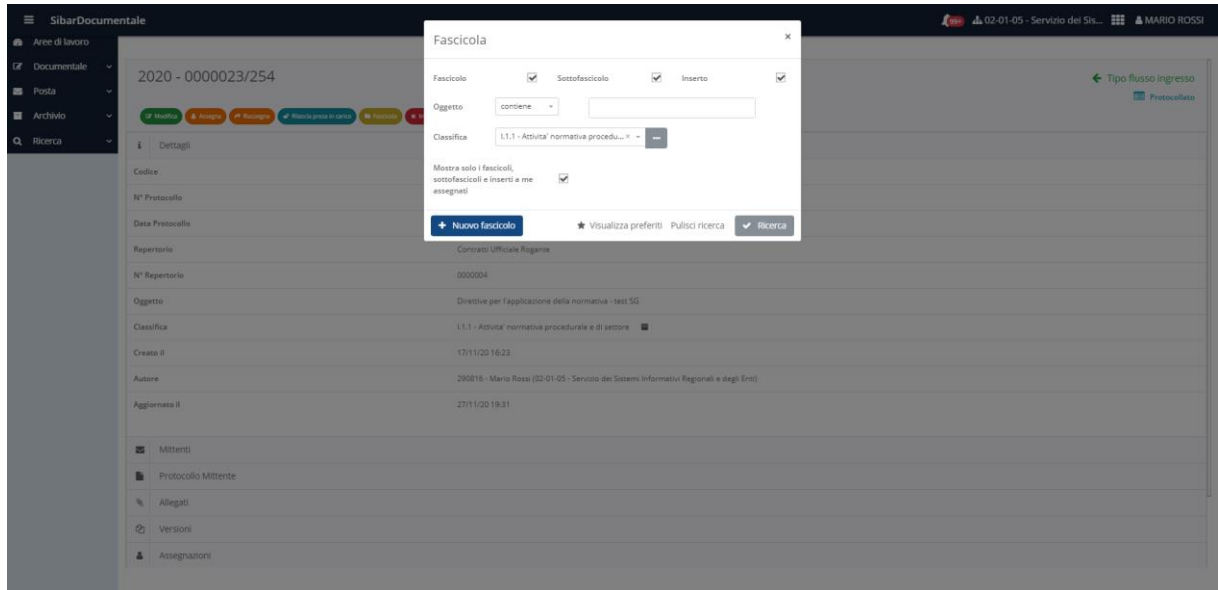 SibarDocumentale
99+ 02-01-05 - Servizio dei Sis... MARIO ROSSI
Aree di lavoro
Documentale
Posta
Archivio
Ricerca
2020 - 0000023/254
Tipo flusso ingresso
Protocollato
Modifica Assegna Riassegna Rilascia presa in carico Fascicola
Fascicola ×
Fascicolo Sottofascicolo Inserto
Oggetto contiene
Classifica I.1.1 - Attivita' normativa procedu... × ...
Mostra solo i fascicoli,
sottofascicoli e inserti a me
assegnati
+ Nuovo fascicolo Visualizza preferiti Pulisci ricerca Ricerca
Dettagli
Codice
N° Protocollo
Data Protocollo
Repertorio Contratti Ufficiale Rogante
N° Repertorio 0000004
Oggetto Direttive per l'applicazione della normativa - test SG
Classifica I.1.1 - Attivita' normativa procedurale e di settore
Creato il 17/11/20 16:23
Autore 290816 - Mario Rossi (02-01-05 - Servizio dei Sistemi Informativi Regionali e degli Enti)
Aggiornato il 27/11/20 19:31
Mittenti
Protocollo Mittente
Allegati
Versioni
Assegnazioni